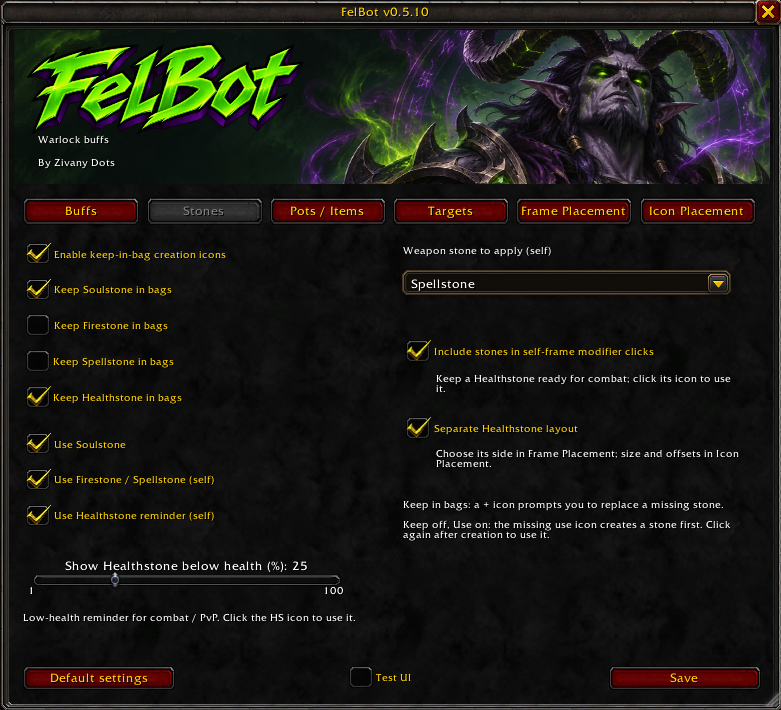 FelBot v0.5.10
FelBot
Warlock buffs
By Zivany Dots
Buffs
Stones
Pots / Items
Targets
Frame Placement
Icon Placement
Enable keep-in-bag creation icons
Keep Soulstone in bags
Keep Firestone in bags
Keep Spellstone in bags
Keep Healthstone in bags
Use Soulstone
Use Firestone / Spellstone (self)
Use Healthstone reminder (self)
Show Healthstone below health (%): 25
1
100
Low-health reminder for combat / PvP. Click the HS icon to use it.
Weapon stone to apply (self)
Spellstone
Include stones in self-frame modifier clicks
Keep a Healthstone ready for combat; click its icon to use
it.
Separate Healthstone layout
Choose its side in Frame Placement; size and offsets in Icon
Placement.
Keep in bags: a + icon prompts you to replace a missing stone.
Keep off, Use on: the missing use icon creates a stone first. Click
again after creation to use it.
Default settings
Test UI
Save